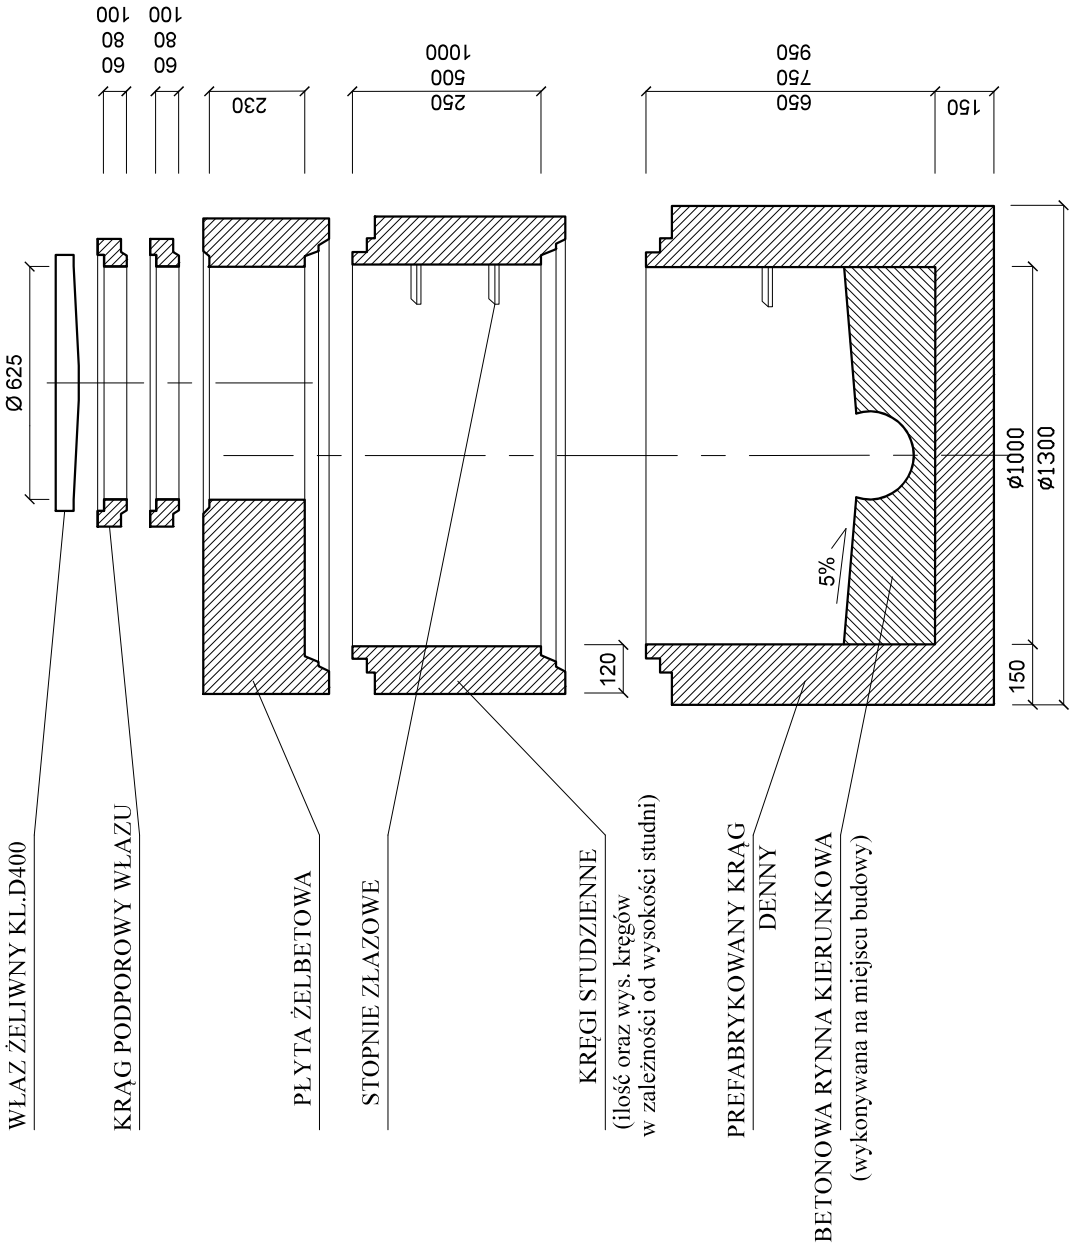 WŁAZ ŻELIWNY KL.D400
KRĄG PODPOROWY WŁAZU
PŁYTA ŻELBETOWA
STOPNIE ZŁAZOWE
KRĘGI STUDZIENNE
(ilość oraz wys. kręgów
w zależności od wysokości studni)
PREFABRYKOWANY KRĄG
DENNY
BETONOWA RYNNA KIERUNKOWA
(wykonywana na miejscu budowy)
Ø 625
60
80
100
60
80
100
230
250
500
1000
650
750
950
150
120
5%
150
ø1000
ø1300